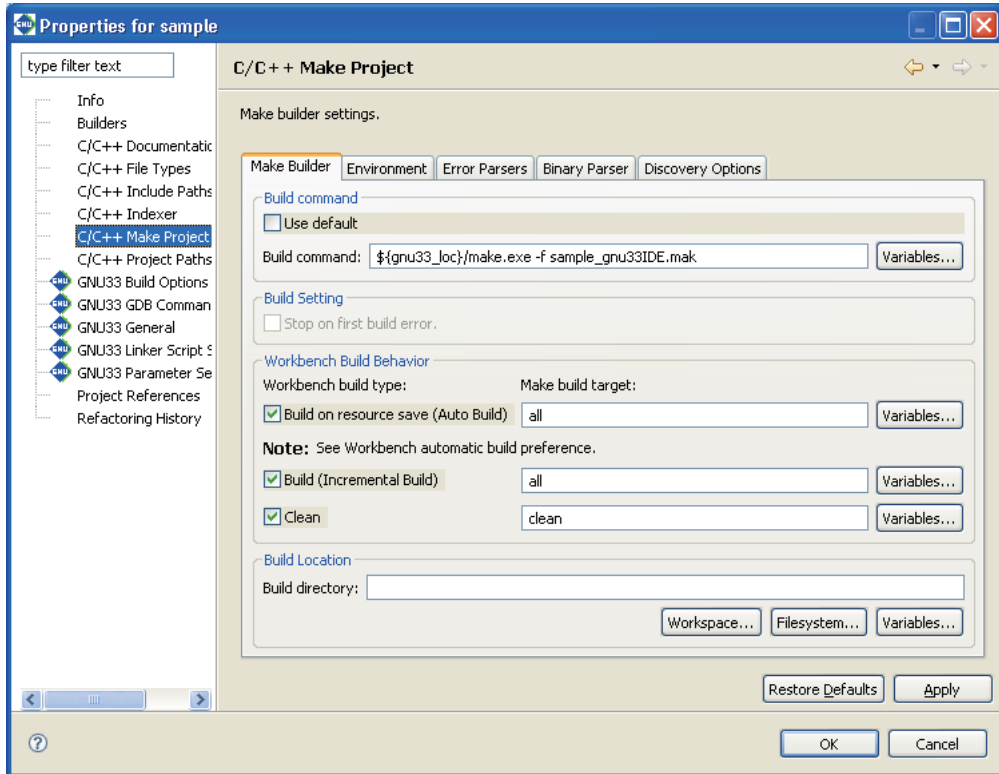 Properties for sample
type filter text
Info
Builders
C/C++ Documentatic
C/C++ File Types
C/C++ Include Paths
C/C++ Indexer
C/C++ Make Project
C/C++ Project Paths
GNU GNU33 Build Options
GNU GNU33 GDB Comman
GNU GNU33 General
GNU GNU33 Linker Script S
GNU GNU33 Parameter Se
Project References
Refactoring History
C/C++ Make Project
Make builder settings.
Make Builder Environment Error Parsers Binary Parser Discovery Options
Build command
Use default
Build command: ${gnu33_loc}/make.exe -f sample_gnu33IDE.mak Variables...
Build Setting
Stop on first build error.
Workbench Build Behavior
Workbench build type: Make build target:
Build on resource save (Auto Build) all Variables...
Note: See Workbench automatic build preference.
Build (Incremental Build) all Variables...
Clean clean Variables...
Build Location
Build directory:
Workspace... Filesystem... Variables...
Restore Defaults Apply
? OK Cancel